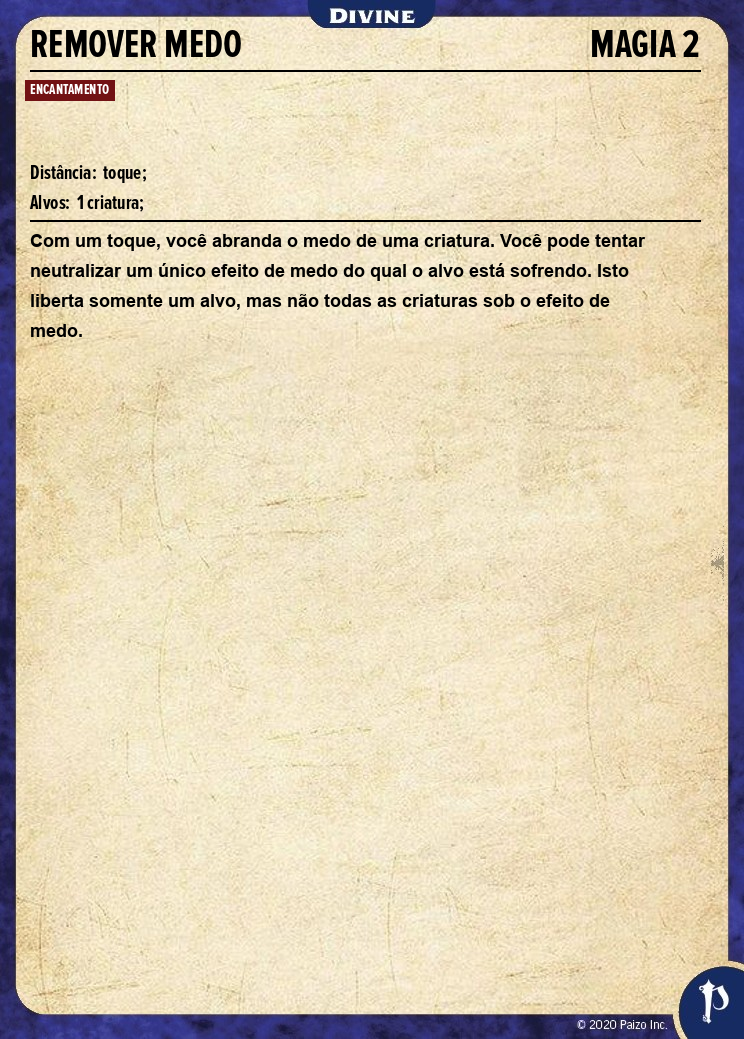 DIVINE
REMOVER MEDO MAGIA 2
ENCANTAMENTO
Distância: toque;
Alvos: 1 criatura;
Com um toque, você abranda o medo de uma criatura. Você pode tentar
neutralizar um único efeito de medo do qual o alvo está sofrendo. Isto
liberta somente um alvo, mas não todas as criaturas sob o efeito de
medo.
© 2020 Paizo Inc.